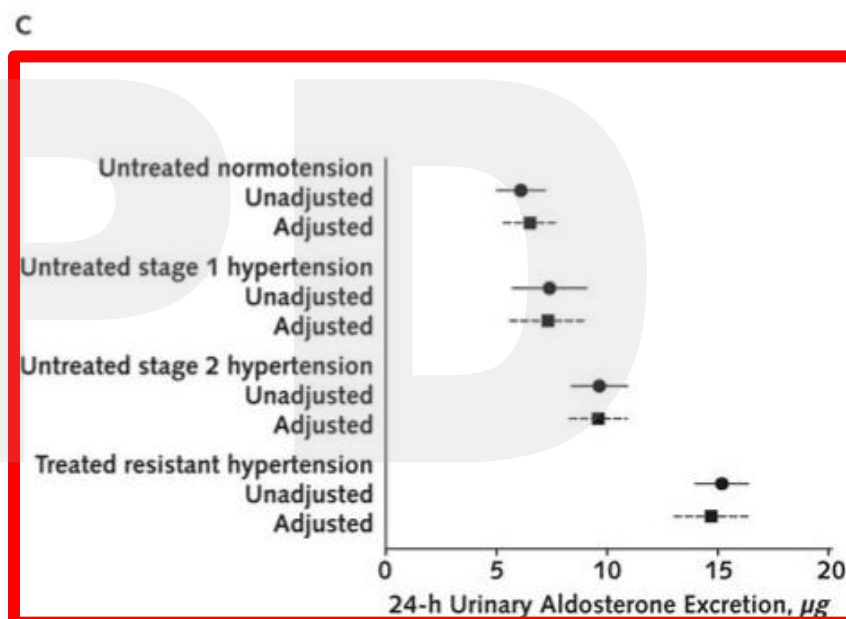 C
Untreated normotension
Unadjusted
Adjusted
Untreated stage 1 hypertension
Unadjusted
Adjusted
Untreated stage 2 hypertension
Unadjusted
Adjusted
Treated resistant hypertension
Unadjusted
Adjusted
0 5 10 15 20
24-h Urinary Aldosterone Excretion, μg
PD